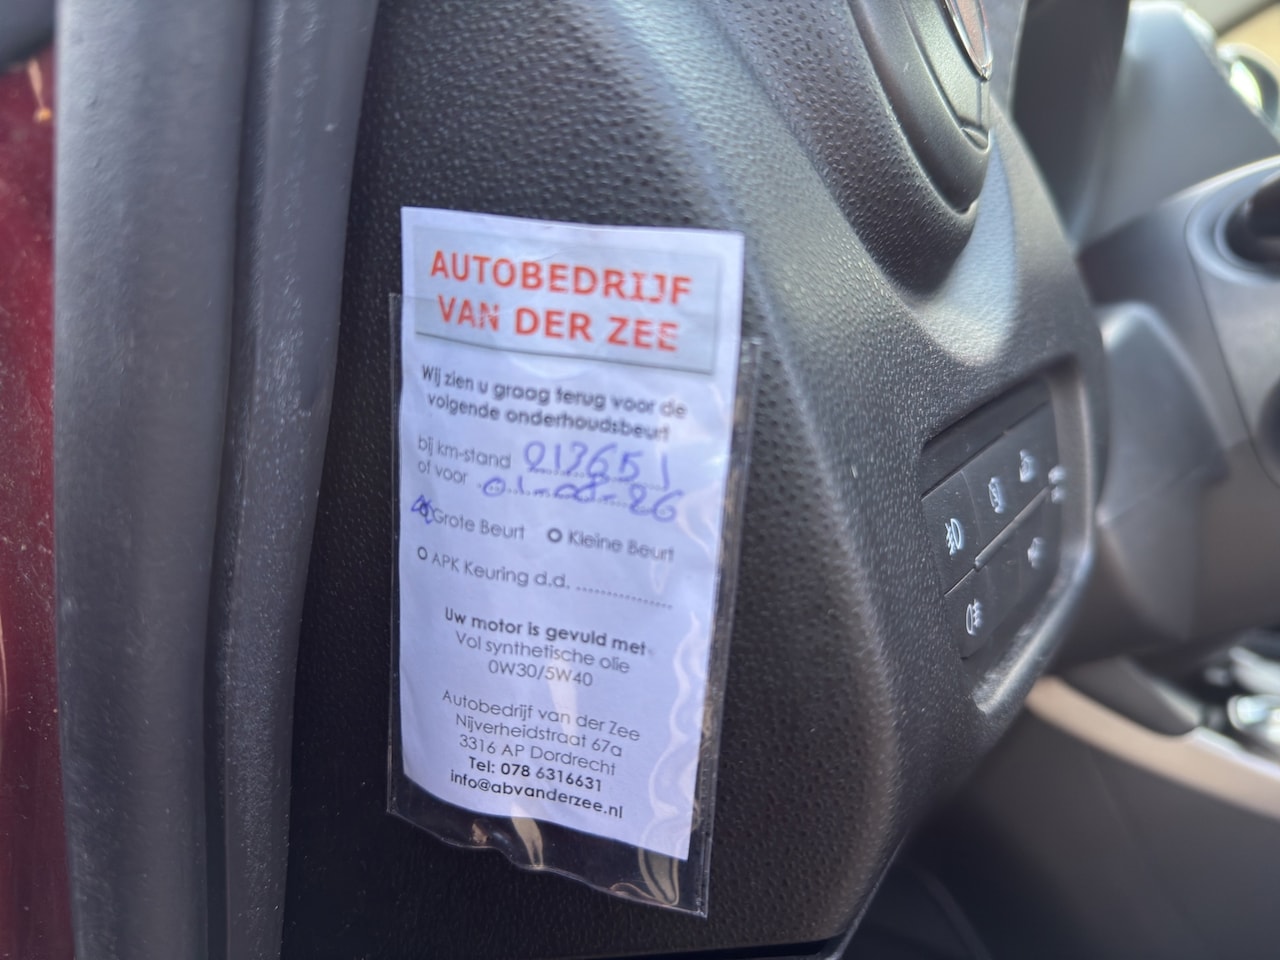 AUTOBEDRIJF
VAN DER ZEE
Wij zien u graag terug voor de
volgende onderhoudsbeurt
bij km-stand 017651
of voor 01-08-26
Grote Beurt O Kleine Beurt
O APK Keuring d.d. ....................
Uw motor is gevuld met
Vol synthetische olie
0W30/5W40
Autobedrijf van der Zee
Nijverheidstraat 67a
3316 AP Dordrecht
Tel: 078 6316631
info@abvanderzee.nl